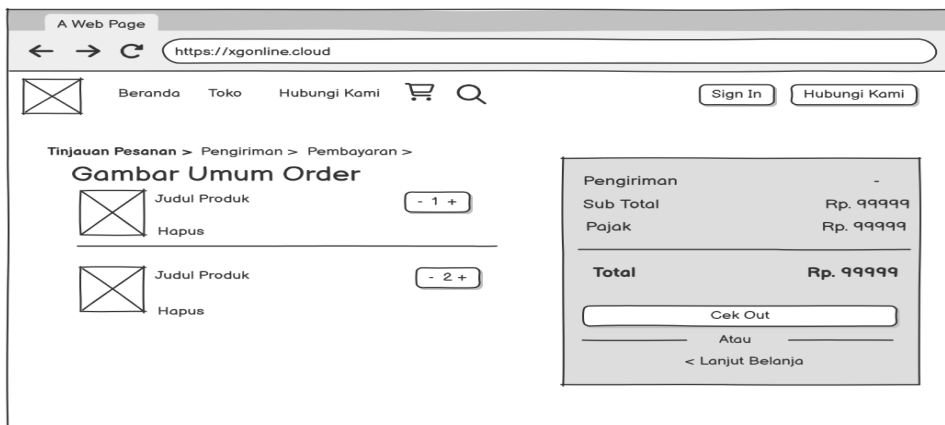 A Web Page
https://xgonline.cloud
Beranda Toko Hubungi Kami Sign In Hubungi Kami
Tinjauan Pesanan > Pengiriman > Pembayaran >
Gambar Umum Order
Judul Produk - 1 +
Hapus
Judul Produk - 2 +
Hapus
Pengiriman -
Sub Total Rp. 99999
Pajak Rp. 99999
Total Rp. 99999
Cek Out
Atau
< Lanjut Belanja